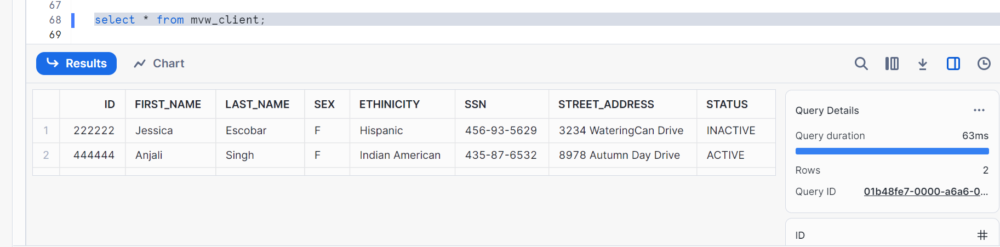 67
68 select * from mvw_client;
69
Results Chart
ID FIRST_NAME LAST_NAME SEX ETHINICITY SSN STREET_ADDRESS STATUS
1 222222 Jessica Escobar F Hispanic 456-93-5629 3234 WateringCan Drive INACTIVE
2 444444 Anjali Singh F Indian American 435-87-6532 8978 Autumn Day Drive ACTIVE
Query Details ...
Query duration 63ms
Rows 2
Query ID 01b48fe7-0000-a6a6-0...
ID #